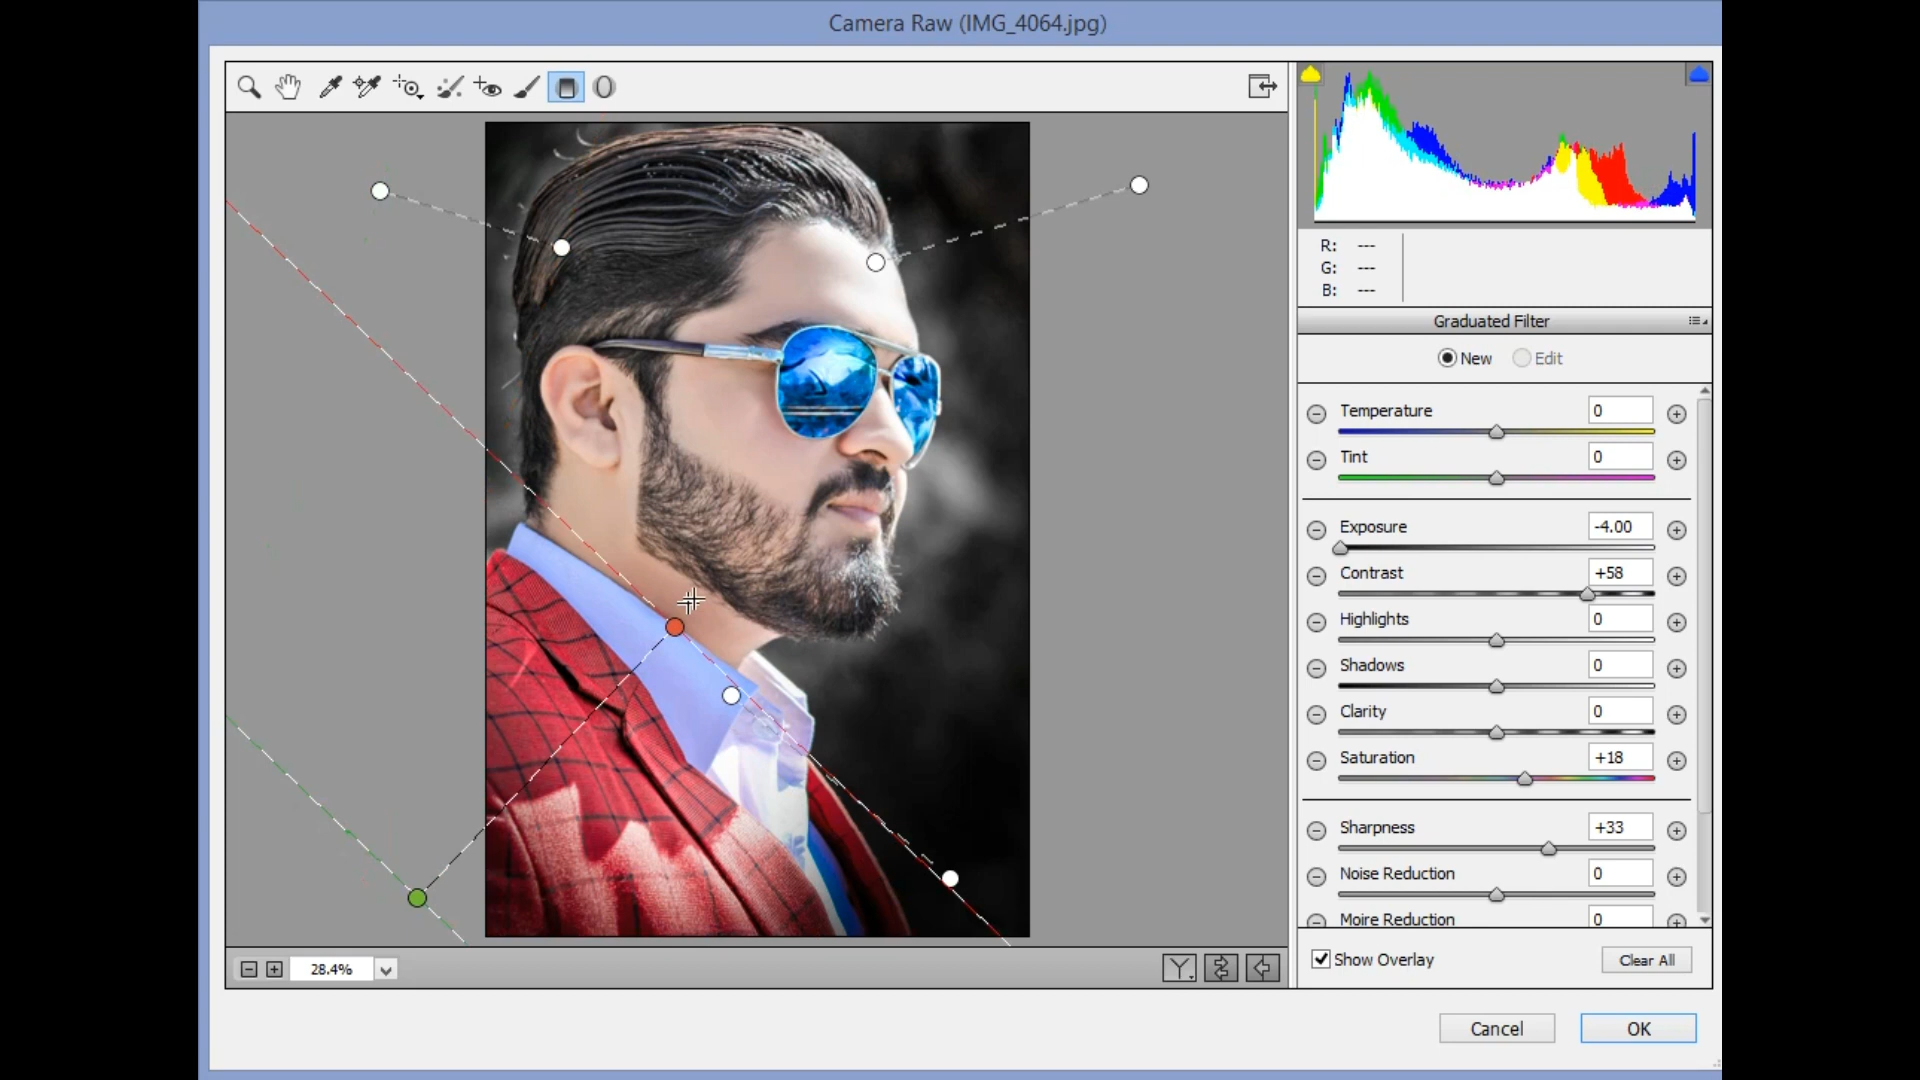 Camera Raw (IMG_4064.jpg)
R: ---
G: ---
B: ---
Graduated Filter
New Edit
Temperature 0
Tint 0
Exposure -4.00
Contrast +58
Highlights 0
Shadows 0
Clarity 0
Saturation +18
Sharpness +33
Noise Reduction 0
Moire Reduction 0
Show Overlay Clear All
28.4%
Cancel OK